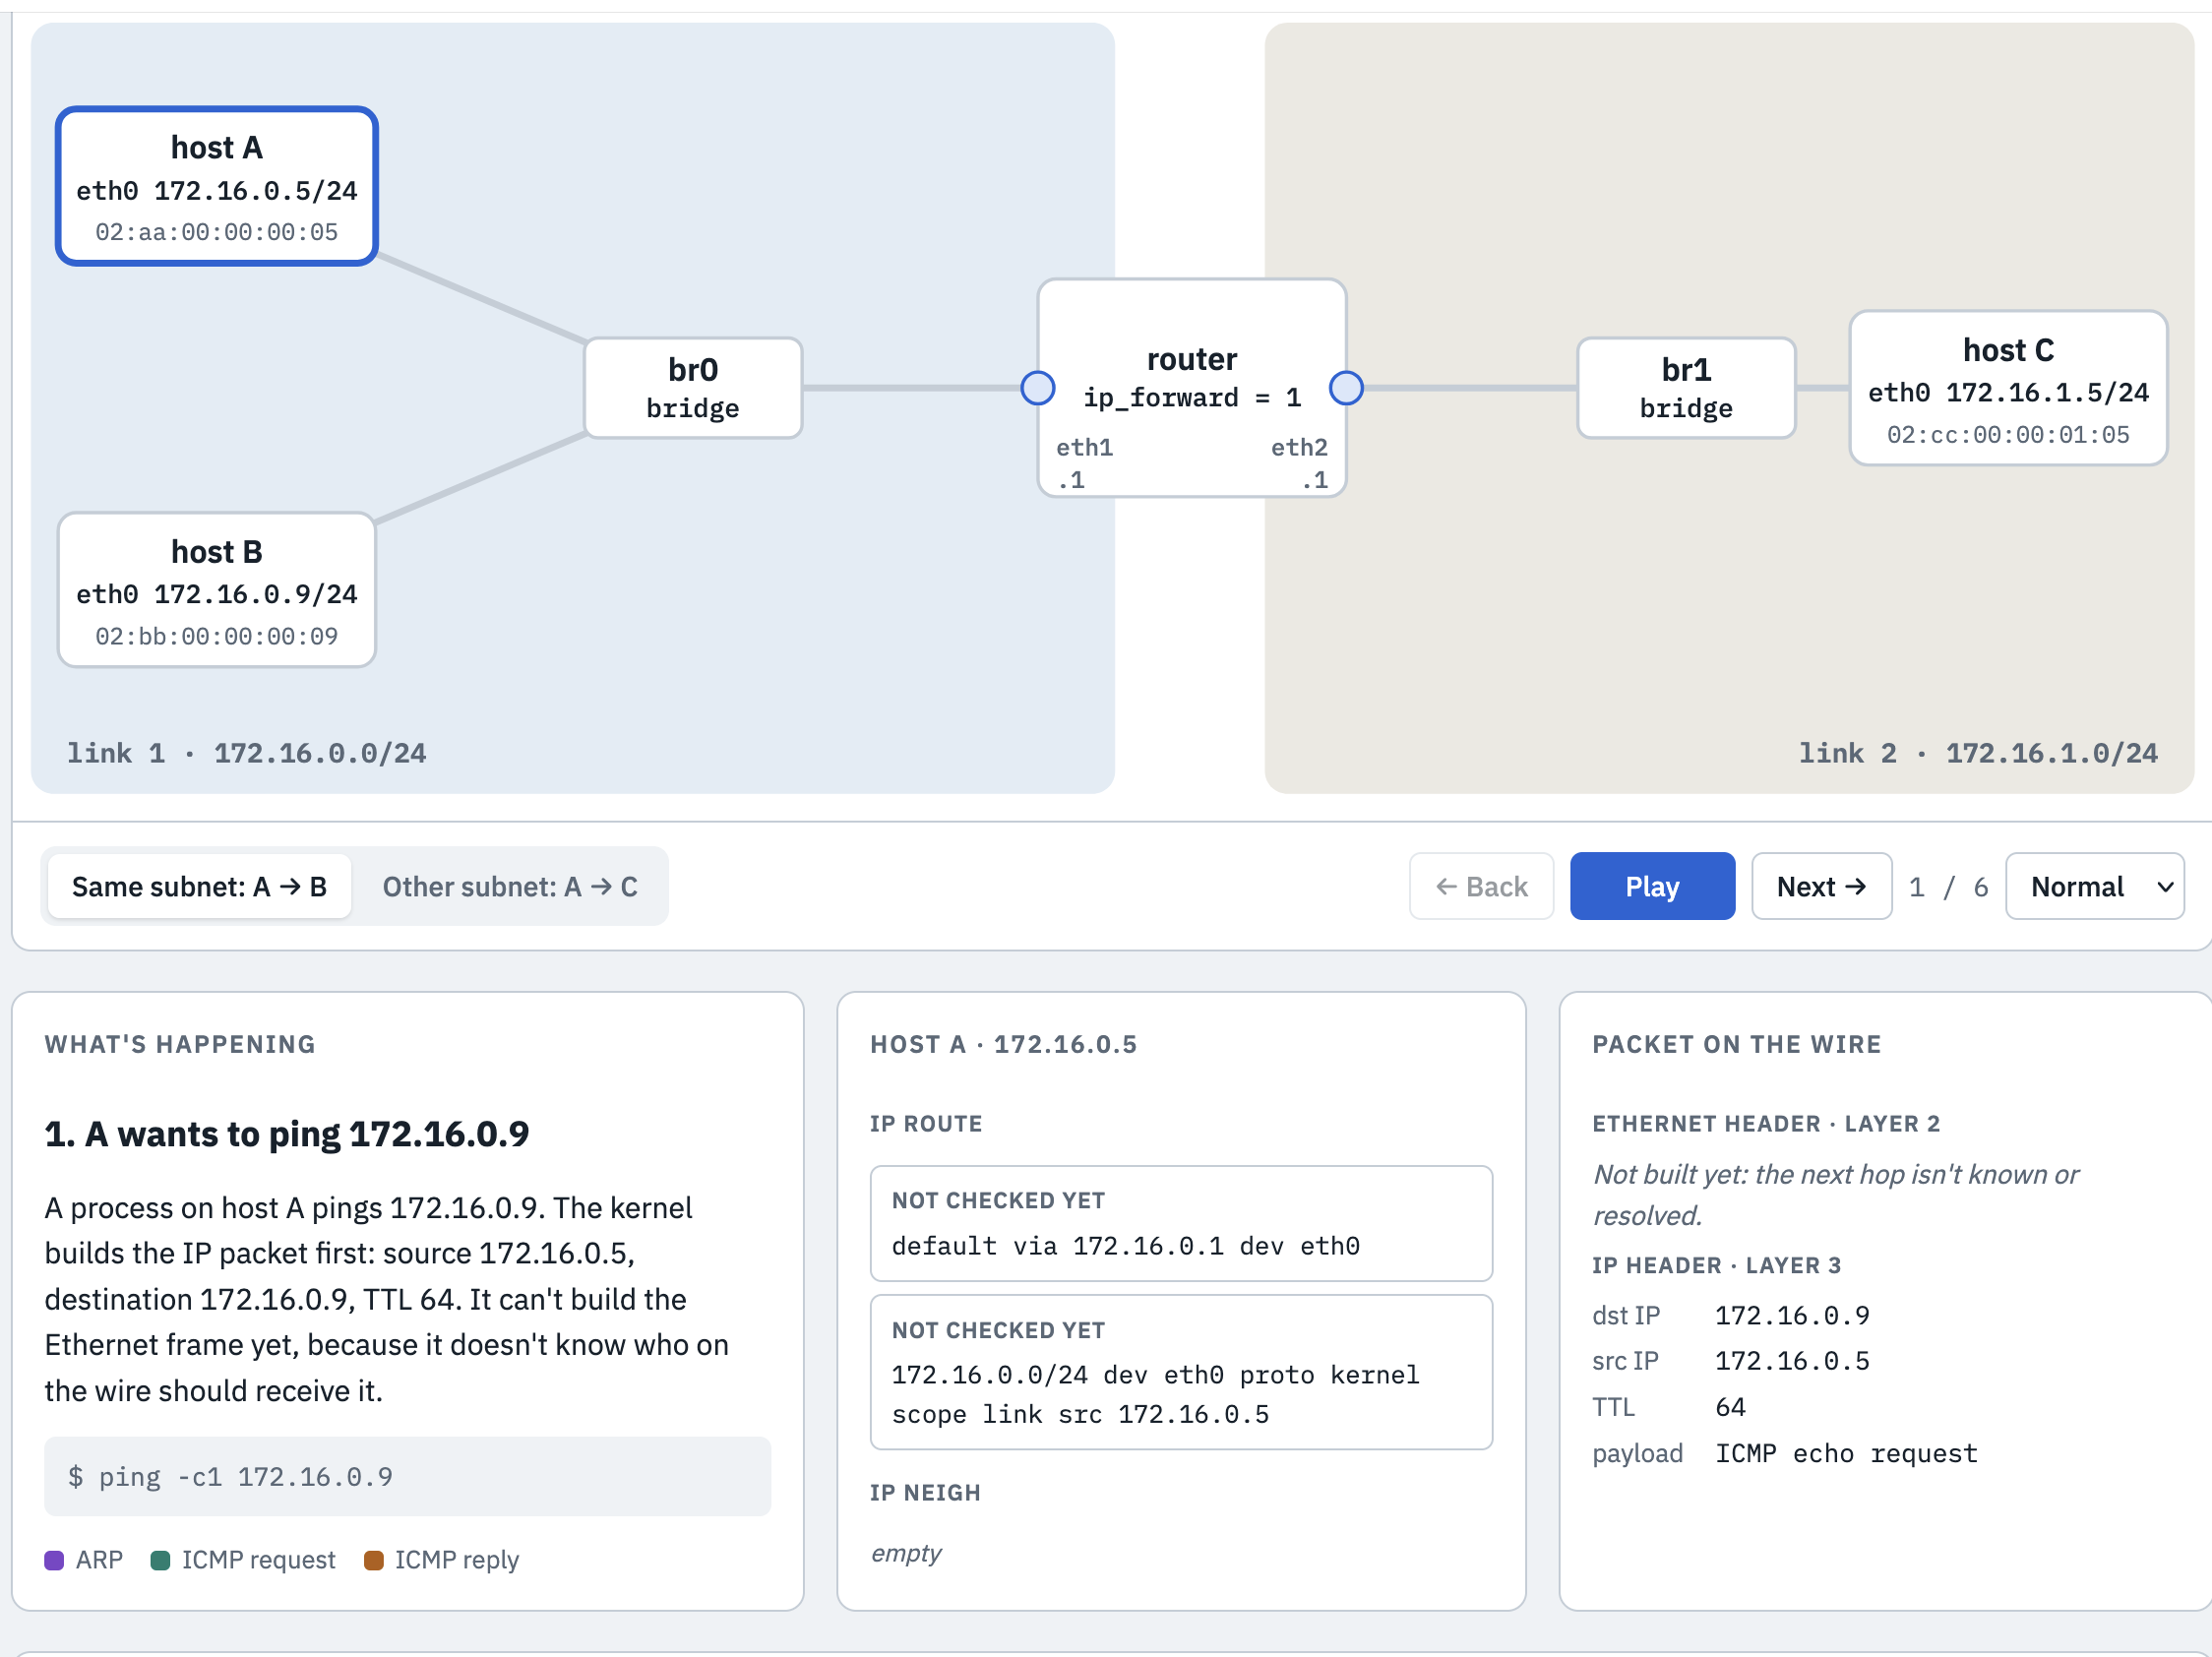 host A
eth0 172.16.0.5/24
02:aa:00:00:00:05
host B
eth0 172.16.0.9/24
02:bb:00:00:00:09
br0
bridge
router
ip_forward = 1
eth1
.1
eth2
.1
br1
bridge
host C
eth0 172.16.1.5/24
02:cc:00:00:01:05
link 1 · 172.16.0.0/24
link 2 · 172.16.1.0/24
Same subnet: A → B
Other subnet: A → C
← Back
Play
Next →
1 / 6
Normal
WHAT'S HAPPENING
1. A wants to ping 172.16.0.9
A process on host A pings 172.16.0.9. The kernel
builds the IP packet first: source 172.16.0.5,
destination 172.16.0.9, TTL 64. It can't build the
Ethernet frame yet, because it doesn't know who on
the wire should receive it.
$ ping -c1 172.16.0.9
ARP
ICMP request
ICMP reply
HOST A · 172.16.0.5
IP ROUTE
NOT CHECKED YET
default via 172.16.0.1 dev eth0
NOT CHECKED YET
172.16.0.0/24 dev eth0 proto kernel
scope link src 172.16.0.5
IP NEIGH
empty
PACKET ON THE WIRE
ETHERNET HEADER · LAYER 2
Not built yet: the next hop isn't known or
resolved.
IP HEADER · LAYER 3
dst IP 172.16.0.9
src IP 172.16.0.5
TTL 64
payload ICMP echo request